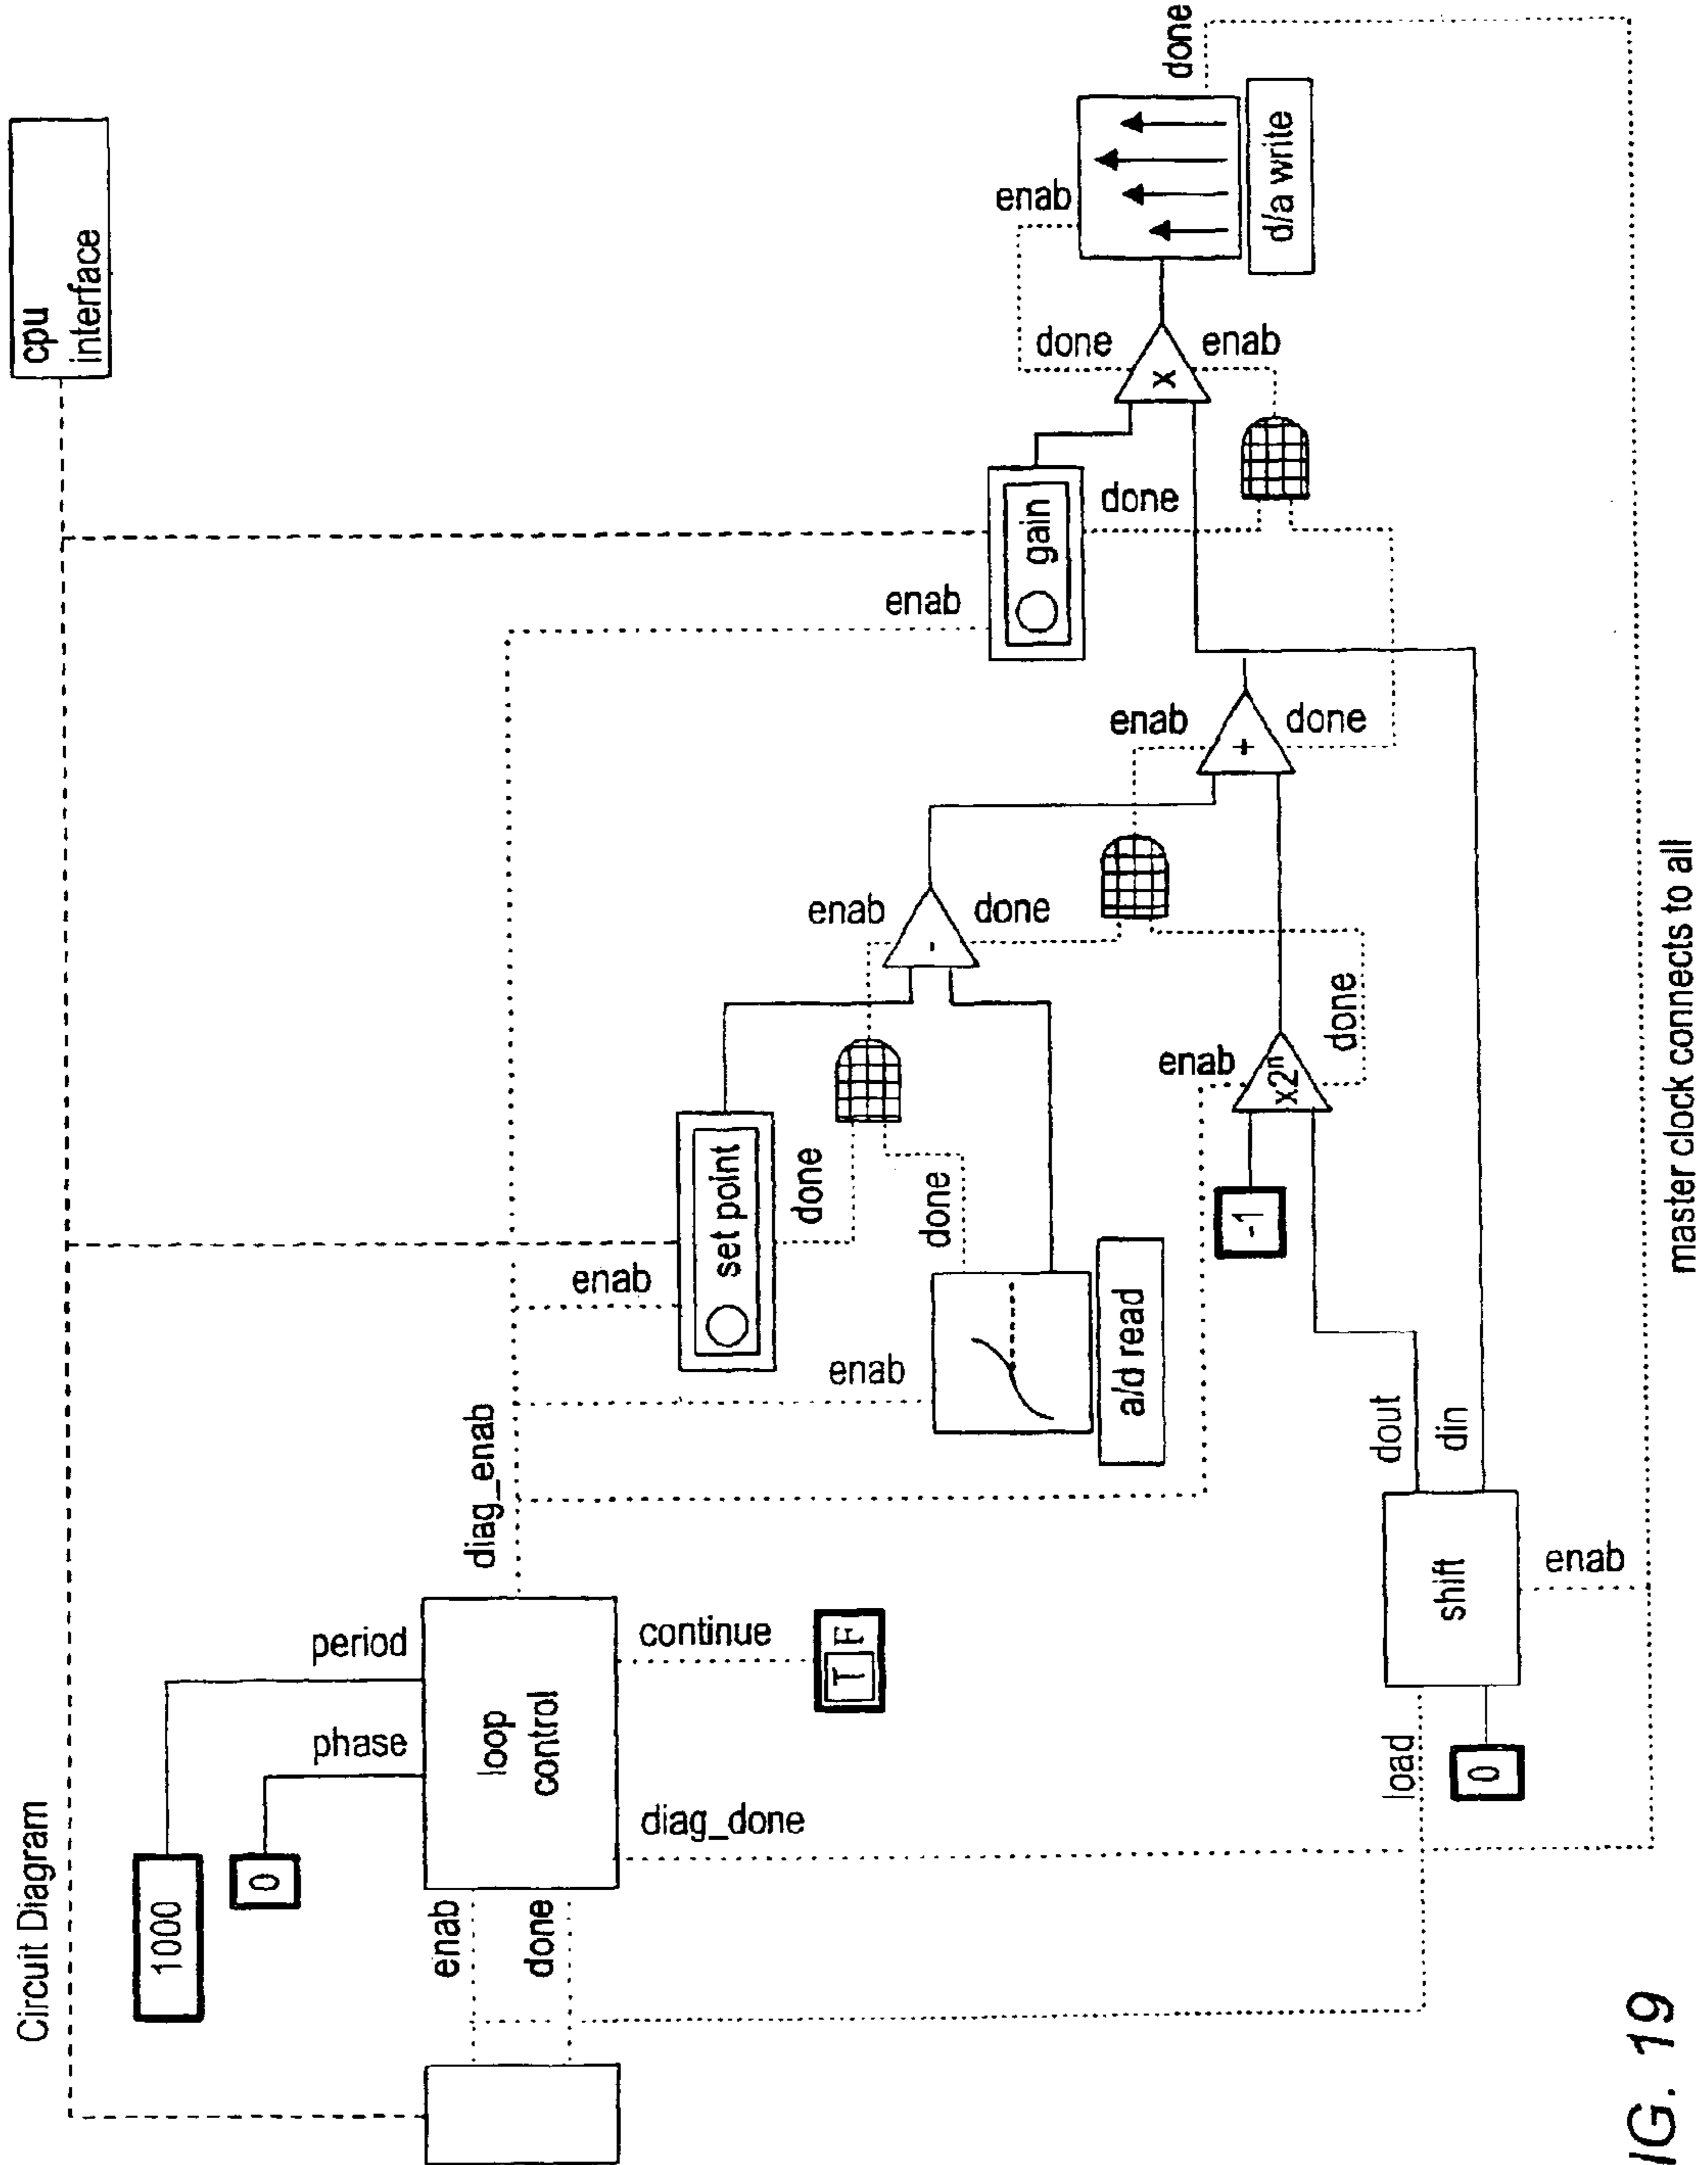 Circuit Diagram
cpu
interface
1000
0
period
phase
loop
control
enab
done
diag_enab
continue
T F
diag_done
enab
set point
done
enab
a/d read
done
enab
-
done
enab
gain
done
-1
enab
x2n
done
enab
+
done
done
x
enab
enab
d/a write
done
shift
dout
din
load
0
enab
master clock connects to all
IG. 19